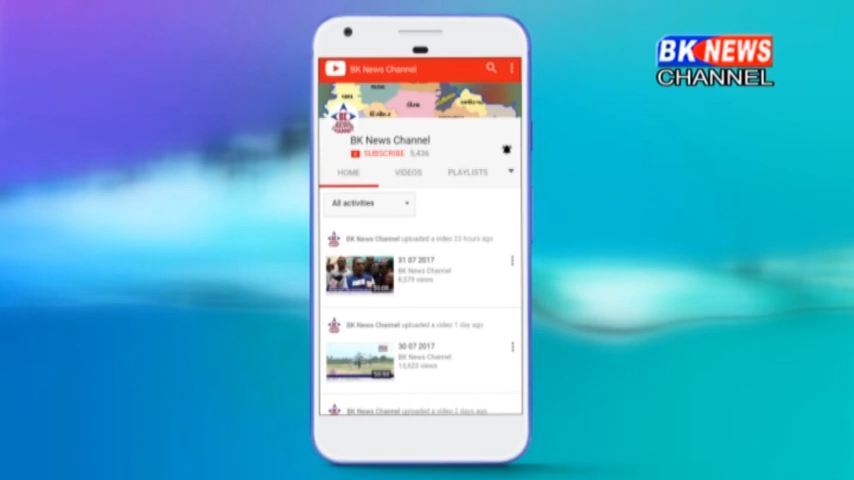 BK NEWS
CHANNEL
BK News Channel
BK News Channel
SUBSCRIBE 5,436
HOME VIDEOS PLAYLISTS
All activities
BK News Channel uploaded a video 23 hours ago
31 07 2017
BK News Channel
8,579 views
BK News Channel uploaded a video 1 day ago
30 07 2017
BK News Channel
13,623 views
BK News Channel uploaded a video 2 days ago